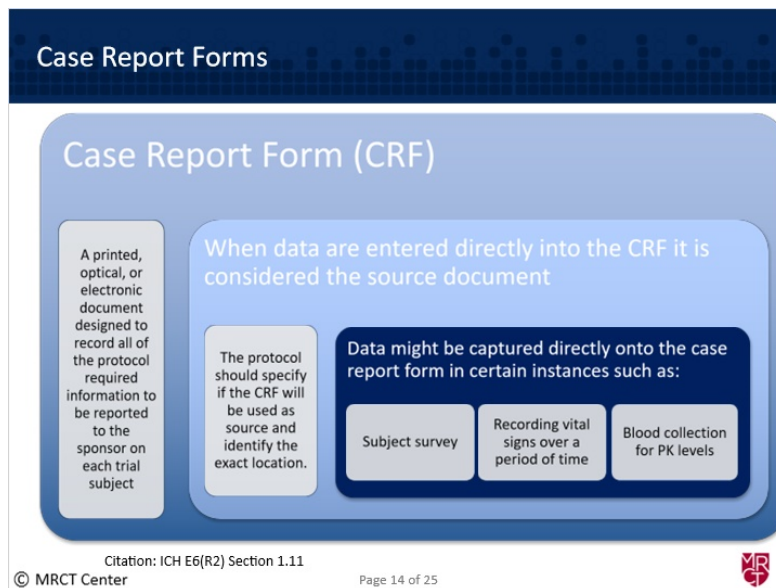 Case Report Forms
Case Report Form (CRF)
A printed,
optical, or
electronic
document
designed to
record all of
the protocol
required
information to
be reported
to the
sponsor on
each trial
subject
When data are entered directly into the CRF it is
considered the source document
The protocol
should specify
if the CRF will
be used as
source and
identify the
exact location.
Data might be captured directly onto the case
report form in certain instances such as:
Subject survey
Recording vital
signs over a
period of time
Blood collection
for PK levels
Citation: ICH E6(R2) Section 1.11
© MRCT Center
Page 14 of 25
MRCT